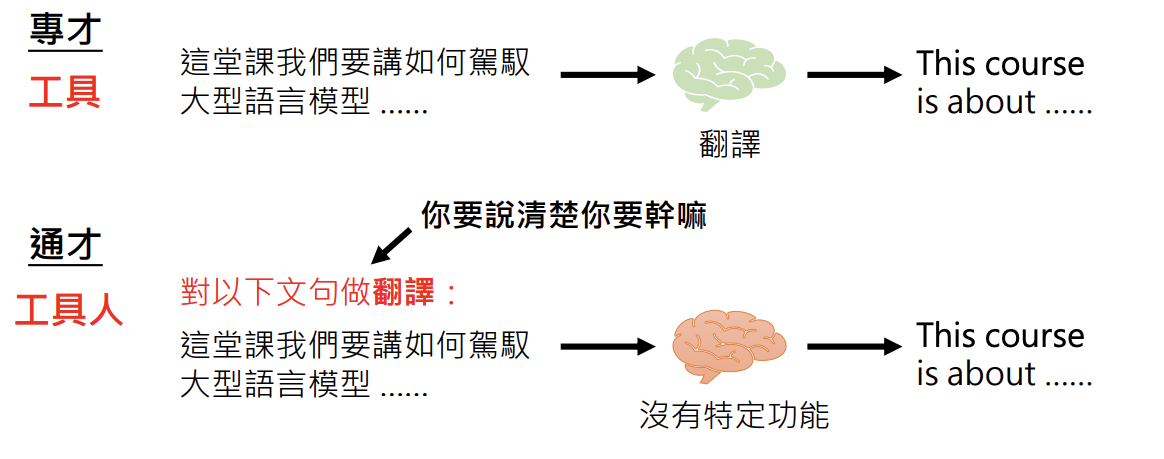 專才
工具
這堂課我們要講如何駕馭
大型語言模型 ……
翻譯
This course
is about ……
通才
工具人
你要說清楚你要幹嘛
對以下文句做翻譯：
這堂課我們要講如何駕馭
大型語言模型 ……
沒有特定功能
This course
is about ……